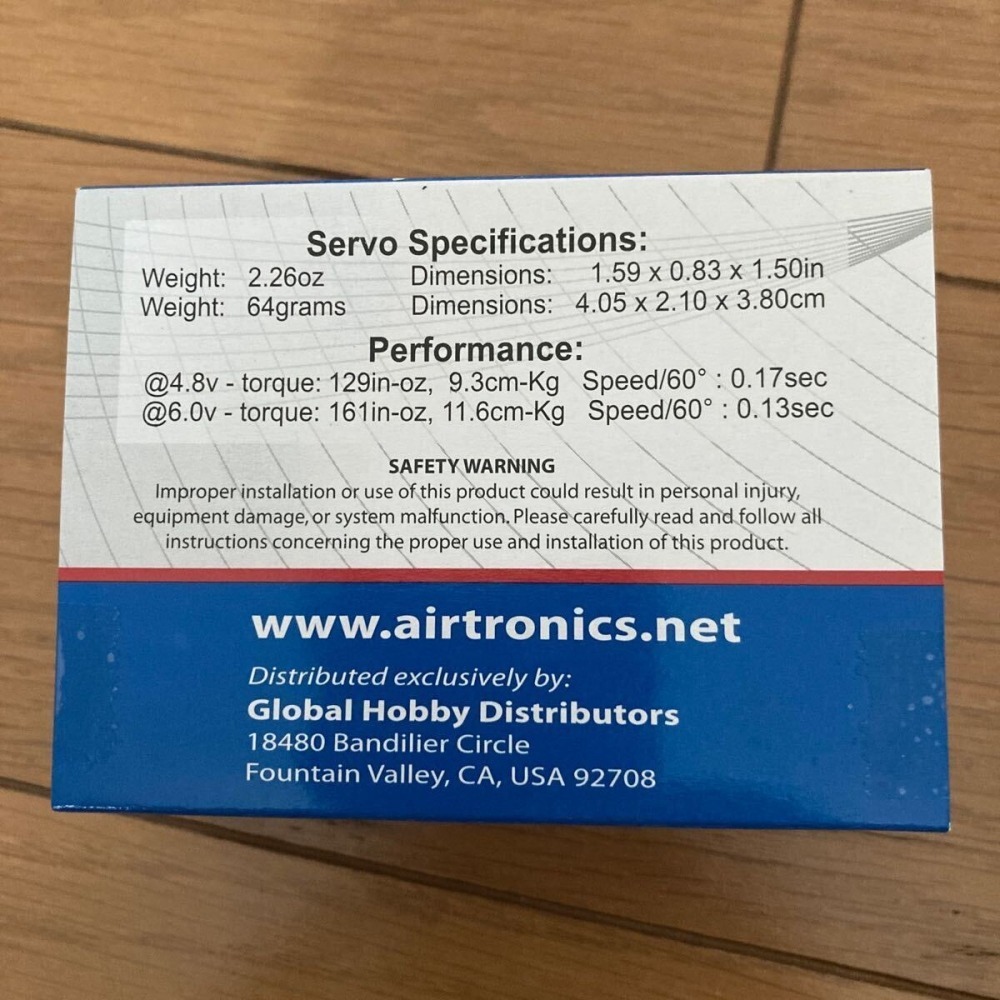 Servo Specifications:
Weight: 2.26oz Dimensions: 1.59 x 0.83 x 1.50in
Weight: 64grams Dimensions: 4.05 x 2.10 x 3.80cm
Performance:
@4.8v - torque: 129in-oz, 9.3cm-Kg Speed/60° : 0.17sec
@6.0v - torque: 161in-oz, 11.6cm-Kg Speed/60° : 0.13sec
SAFETY WARNING
Improper installation or use of this product could result in personal injury,
equipment damage, or system malfunction. Please carefully read and follow all
instructions concerning the proper use and installation of this product.
www.airtronics.net
Distributed exclusively by:
Global Hobby Distributors
18480 Bandilier Circle
Fountain Valley, CA, USA 92708